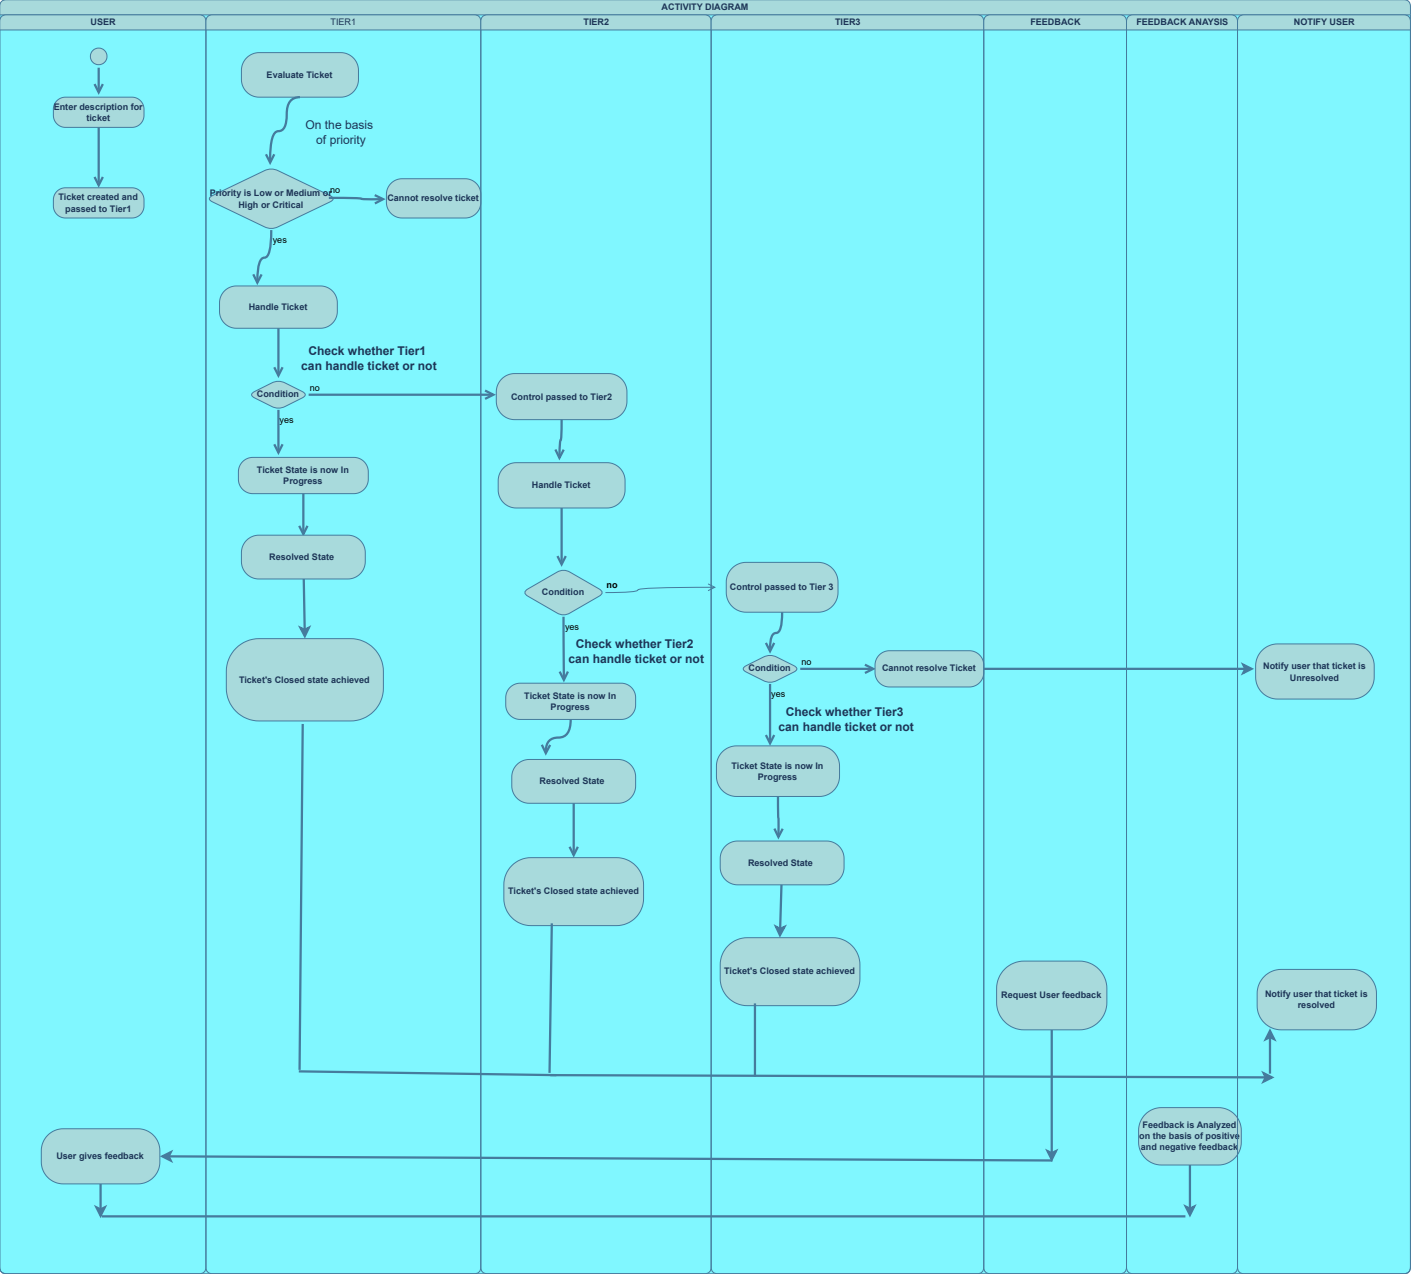 ACTIVITY DIAGRAM
USER
TIER1
TIER2
TIER3
FEEDBACK
FEEDBACK ANAYSIS
NOTIFY USER
Enter description for
ticket
Ticket created and
passed to Tier1
Evaluate Ticket
On the basis
of priority
Priority is Low or Medium or
High or Critical
no
Cannot resolve ticket
yes
Handle Ticket
Check whether Tier1
can handle ticket or not
Condition
no
yes
Ticket State is now In
Progress
Resolved State
Ticket's Closed state achieved
Control passed to Tier2
Handle Ticket
Condition
no
yes
Check whether Tier2
can handle ticket or not
Ticket State is now In
Progress
Resolved State
Ticket's Closed state achieved
Control passed to Tier 3
Condition
no
Cannot resolve Ticket
yes
Check whether Tier3
can handle ticket or not
Ticket State is now In
Progress
Resolved State
Ticket's Closed state achieved
Notify user that ticket is
Unresolved
Request User feedback
Notify user that ticket is
resolved
User gives feedback
Feedback is Analyzed
on the basis of positive
and negative feedback